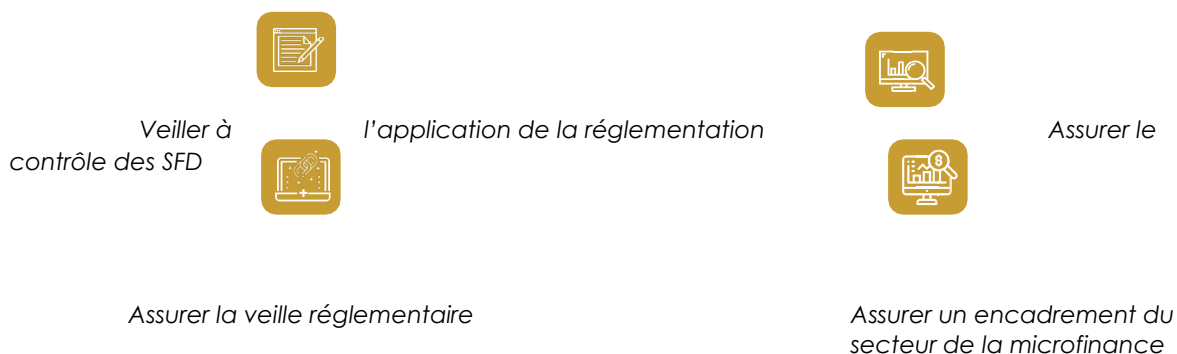 Veiller à l’application de la réglementation Assurer le
contrôle des SFD
Assurer la veille réglementaire
Assurer un encadrement du
secteur de la microfinance